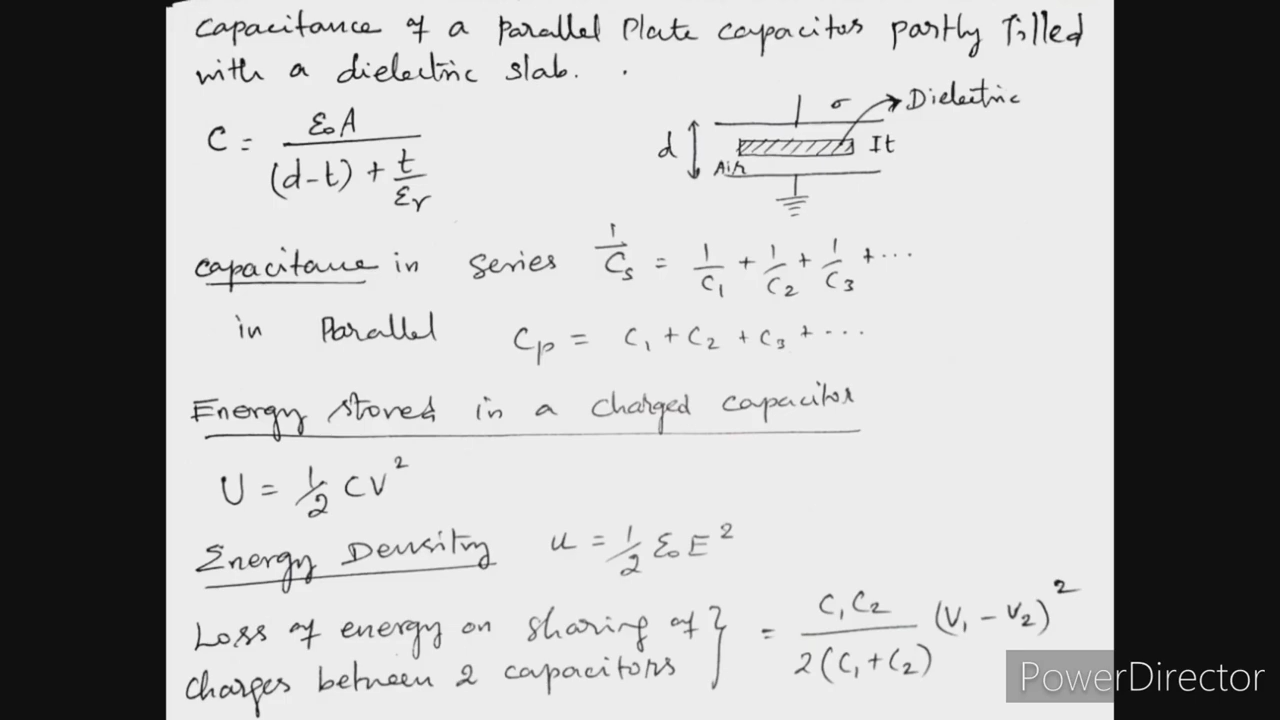 Capacitance of a Parallel Plate capacitor partly filled
with a dielectric slab.
C = ε₀A / ((d-t) + t/εᵣ)
σ Dielectric
d It
Air
Capacitance in series 1/Cs = 1/C₁ + 1/C₂ + 1/C₃ + ...
in Parallel Cp = C₁ + C₂ + C₃ + ...
Energy stored in a charged capacitor
U = 1/2 CV²
Energy Density u = 1/2 ε₀E²
Loss of energy on sharing of
charges between 2 capacitors } = C₁C₂ / 2(C₁+C₂) (V₁ - V₂)²
PowerDirector